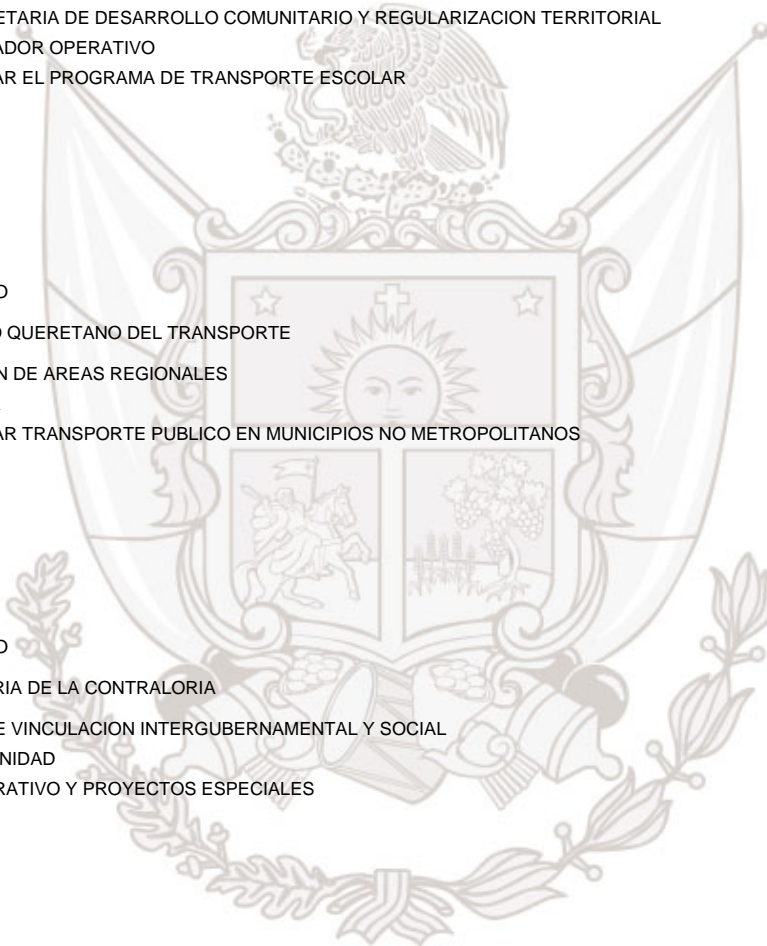 ETARIA DE DESARROLLO COMUNITARIO Y REGULARIZACION TERRITORIAL
ADOR OPERATIVO
AR EL PROGRAMA DE TRANSPORTE ESCOLAR
O
O QUERETANO DEL TRANSPORTE
N DE AREAS REGIONALES
AR TRANSPORTE PUBLICO EN MUNICIPIOS NO METROPOLITANOS
O
RIA DE LA CONTRALORIA
E VINCULACION INTERGUBERNAMENTAL Y SOCIAL
NIDAD
RATIVO Y PROYECTOS ESPECIALES